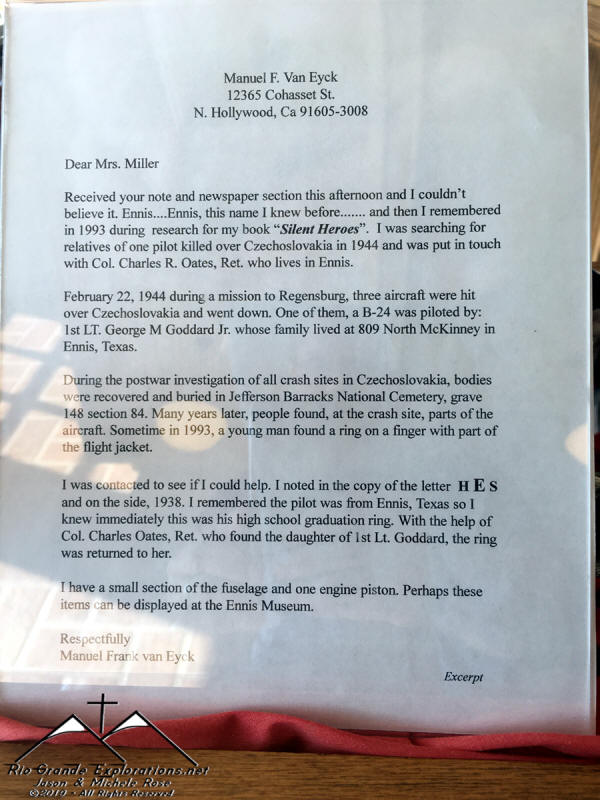 Manuel F. Van Eyck
12365 Cohasset St.
N. Hollywood, Ca 91605-3008
Dear Mrs. Miller
Received your note and newspaper section this afternoon and I couldn't
believe it. Ennis....Ennis, this name I knew before....... and then I remembered
in 1993 during research for my book "Silent Heroes". I was searching for
relatives of one pilot killed over Czechoslovakia in 1944 and was put in touch
with Col. Charles R. Oates, Ret. who lives in Ennis.
February 22, 1944 during a mission to Regensburg, three aircraft were hit
over Czechoslovakia and went down. One of them, a B-24 was piloted by:
1st LT. George M Goddard Jr. whose family lived at 809 North McKinney in
Ennis, Texas.
During the postwar investigation of all crash sites in Czechoslovakia, bodies
were recovered and buried in Jefferson Barracks National Cemetery, grave
148 section 84. Many years later, people found, at the crash site, parts of the
aircraft. Sometime in 1993, a young man found a ring on a finger with part of
the flight jacket.
I was contacted to see if I could help. I noted in the copy of the letter H E S
and on the side, 1938. I remembered the pilot was from Ennis, Texas so I
knew immediately this was his high school graduation ring. With the help of
Col. Charles Oates, Ret. who found the daughter of 1st Lt. Goddard, the ring
was returned to her.
I have a small section of the fuselage and one engine piston. Perhaps these
items can be displayed at the Ennis Museum.
Respectfully
Manuel Frank van Eyck
Excerpt
Rio Grande Explorations.net
Jason & Michele Rose
©2019 - All Rights Reserved